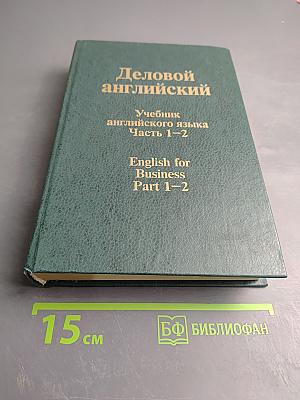 Деловой
английский
Учебник
английского языка
Часть 1—2
English for
Business
Part 1—2
15 см
БФ БИБЛИОФАН